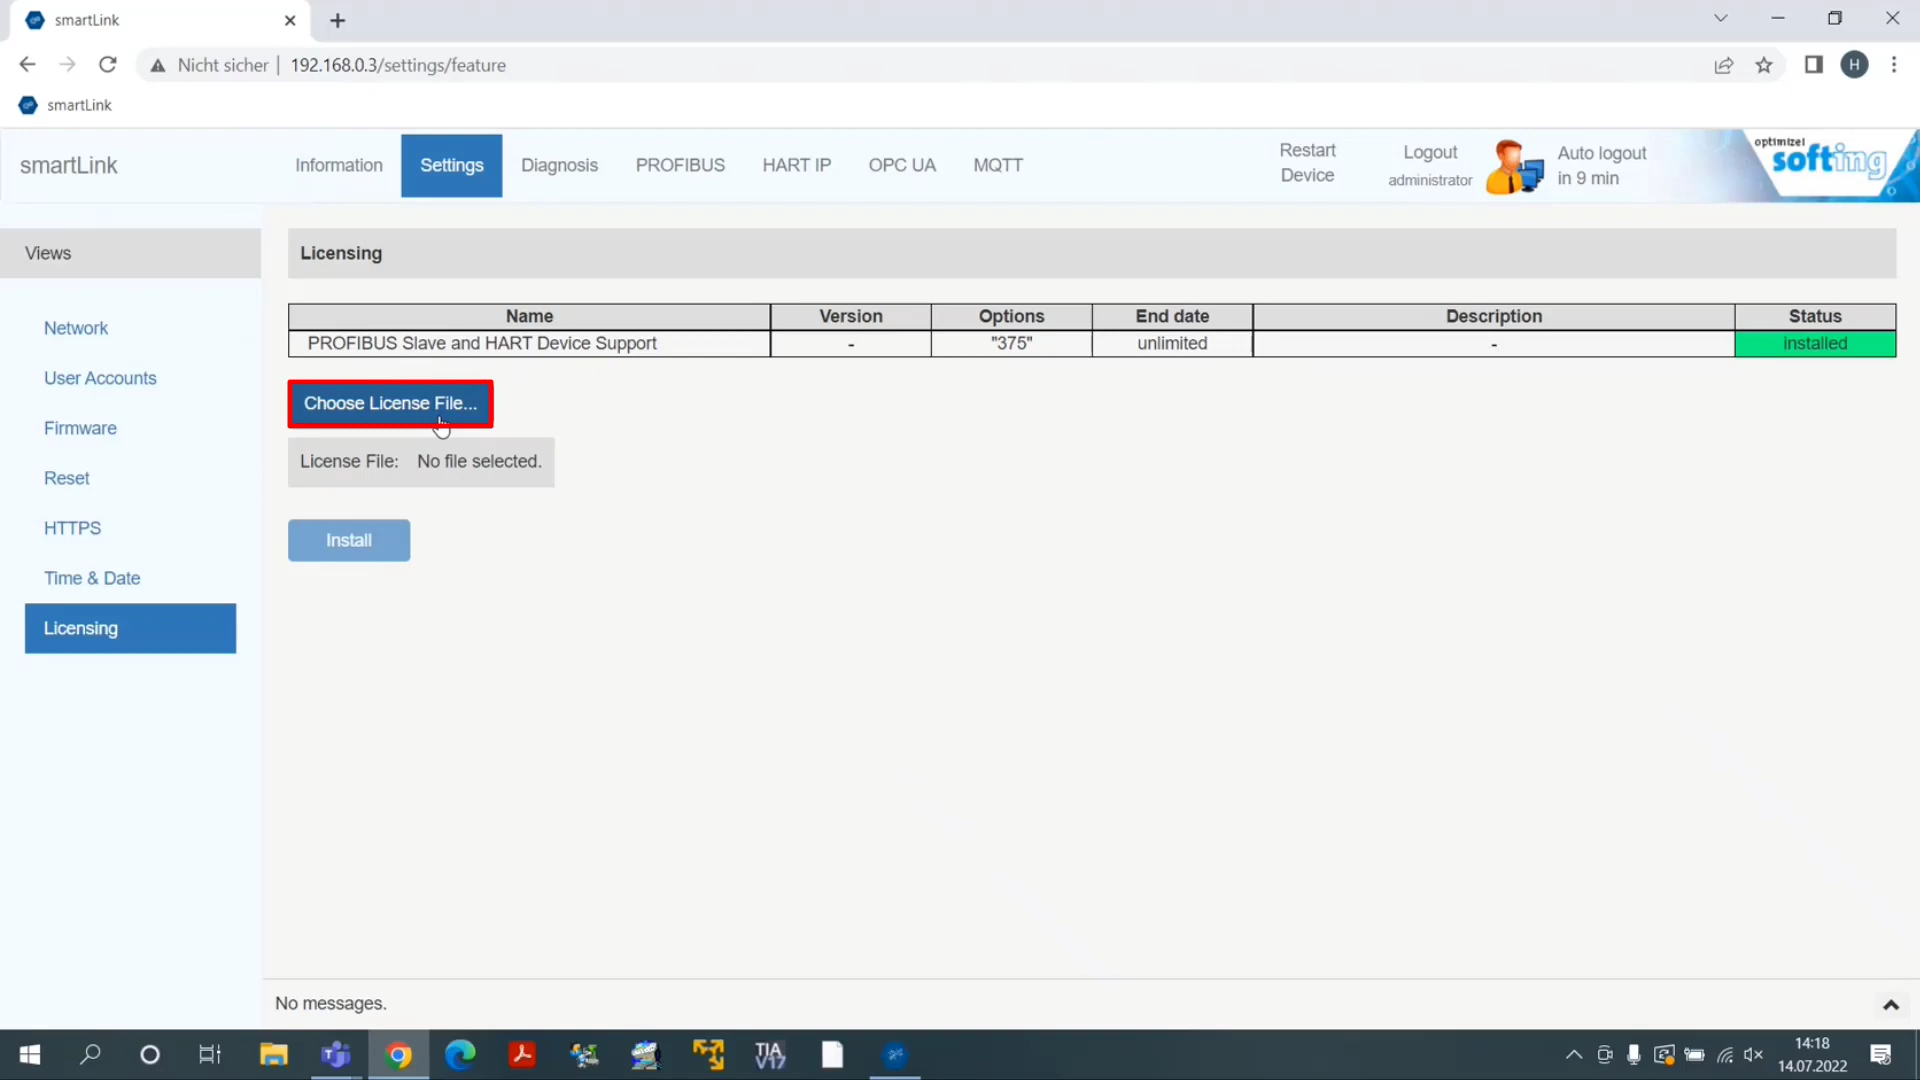 smartLink
Nicht sicher | 192.168.0.3/settings/feature
H
smartLink
smartLink
Information
Settings
Diagnosis
PROFIBUS
HART IP
OPC UA
MQTT
Restart
Device
Logout
administrator
Auto logout
in 9 min
optimize!
softing
Views
Network
User Accounts
Firmware
Reset
HTTPS
Time & Date
Licensing
Licensing
Name Version Options End date Description Status
PROFIBUS Slave and HART Device Support - "375" unlimited - installed
Choose License File...
License File: No file selected.
Install
No messages.
TIA
V17
14:18
14.07.2022